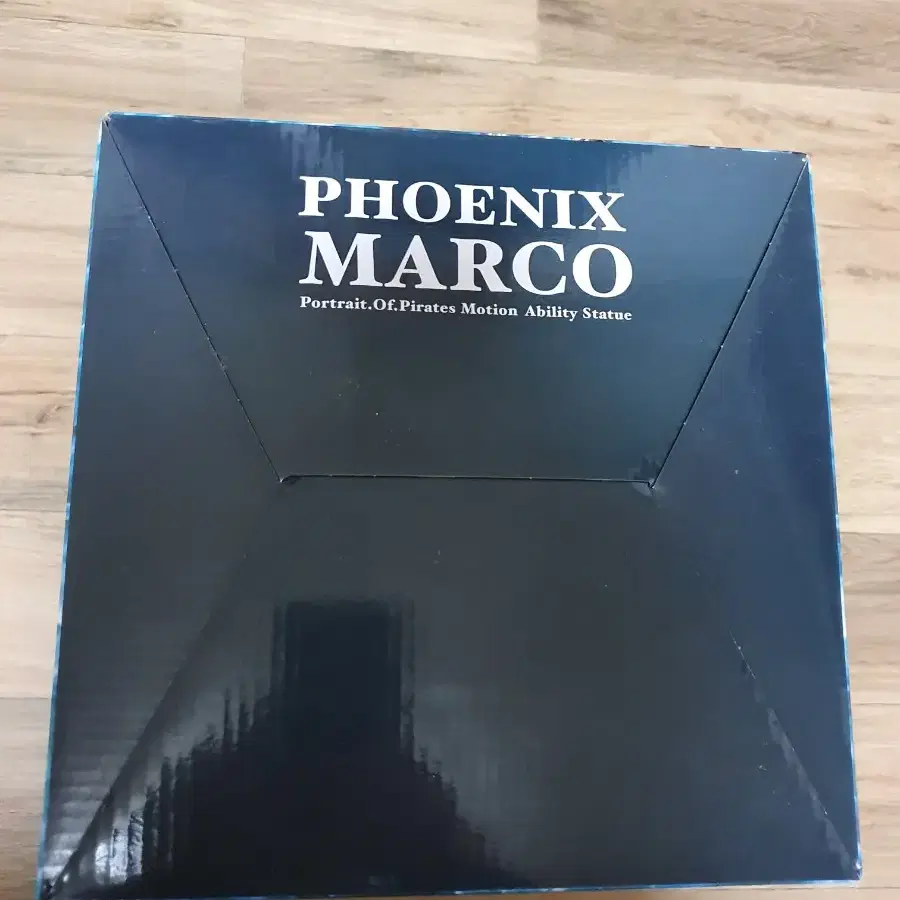 PHOENIX
MARCO
Portrait.Of.Pirates Motion Ability Statue